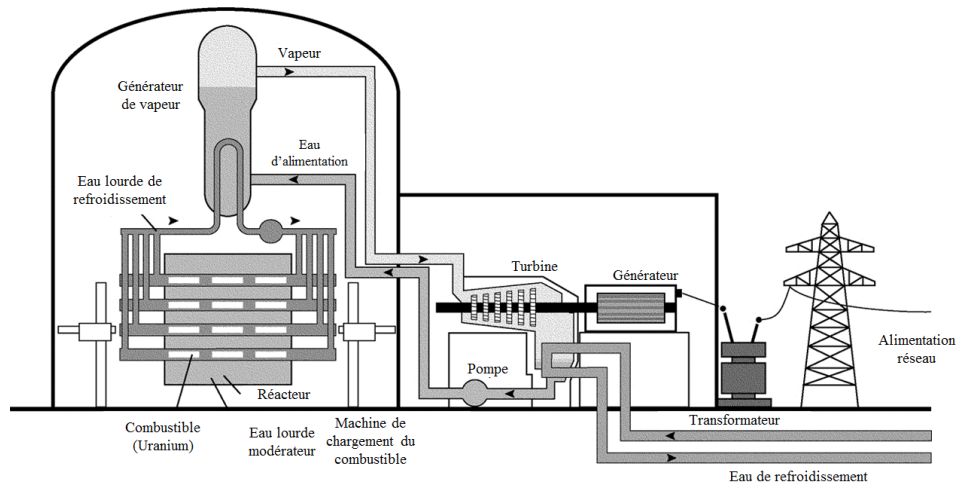 Vapeur
Générateur
de vapeur
Eau
d'alimentation
Eau lourde de
refroidissement
Turbine
Générateur
Alimentation
réseau
Pompe
Réacteur
Transformateur
Combustible
(Uranium)
Eau lourde
modérateur
Machine de
chargement du
combustible
Eau de refroidissement